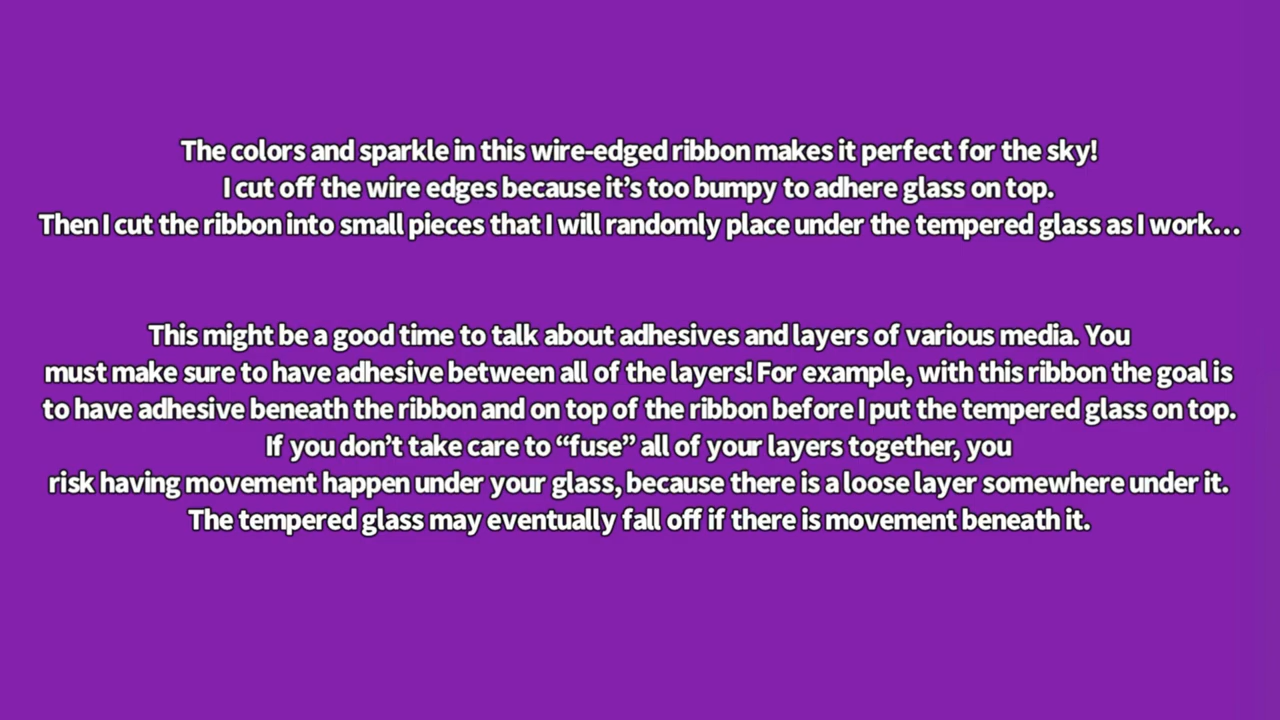 The colors and sparkle in this wire-edged ribbon makes it perfect for the sky!
I cut off the wire edges because it’s too bumpy to adhere glass on top.
Then I cut the ribbon into small pieces that I will randomly place under the tempered glass as I work…
This might be a good time to talk about adhesives and layers of various media. You
must make sure to have adhesive between all of the layers! For example, with this ribbon the goal is
to have adhesive beneath the ribbon and on top of the ribbon before I put the tempered glass on top.
If you don’t take care to “fuse” all of your layers together, you
risk having movement happen under your glass, because there is a loose layer somewhere under it.
The tempered glass may eventually fall off if there is movement beneath it.